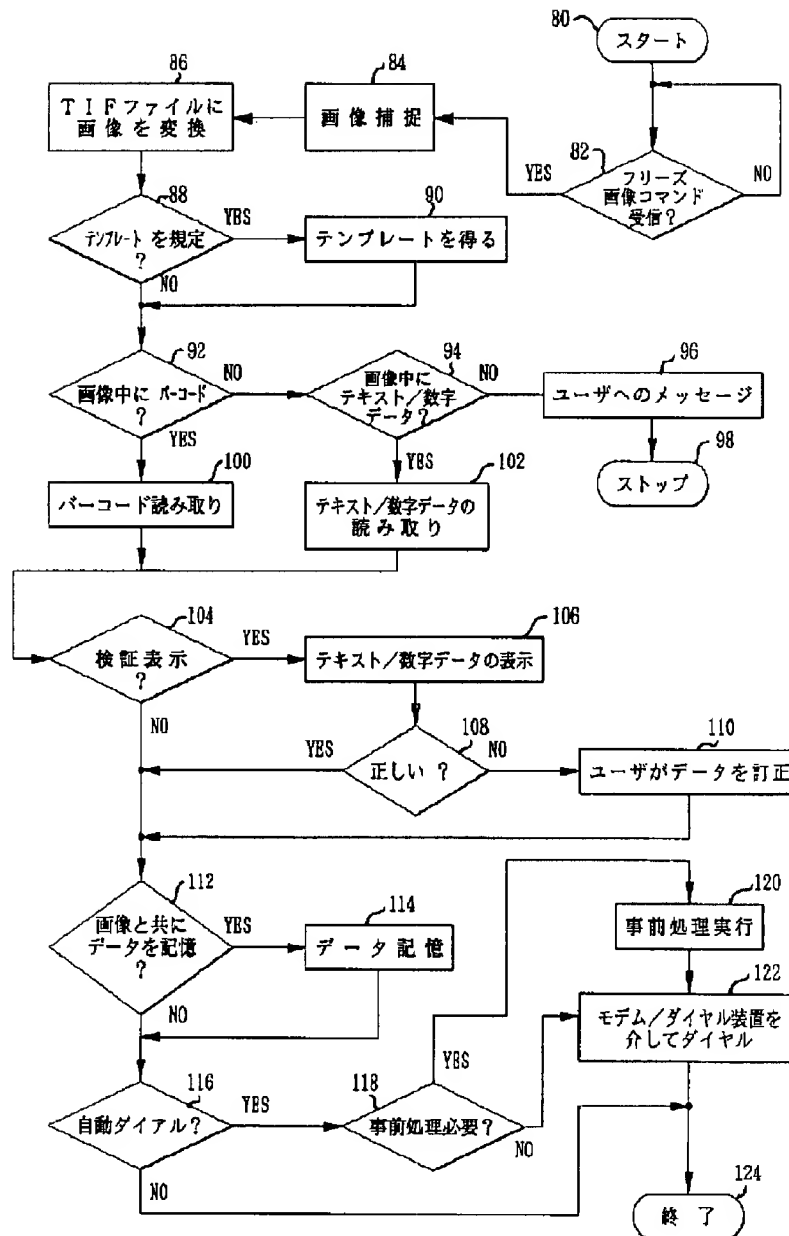 80
スタート
86
84
TIFファイルに
画像を変換
画像捕捉
82
YES
フリーズ
画像コマンド
受信?
NO
88
テンプレートを規定
?
YES
NO
90
テンプレートを得る
92
画像中にバーコード
?
NO
YES
94
画像中に
テキスト/数字
データ?
NO
YES
96
ユーザへのメッセージ
98
ストップ
100
バーコード読み取り
102
テキスト/数字データの
読み取り
104
検証表示
?
YES
NO
106
テキスト/数字データの表示
108
YES
正しい?
NO
110
ユーザがデータを訂正
112
画像と共に
データを記憶
?
YES
NO
114
データ記憶
120
事前処理実行
122
モデム/ダイヤル装置を
介してダイヤル
116
自動ダイアル?
YES
NO
118
事前処理必要?
YES
NO
124
終了